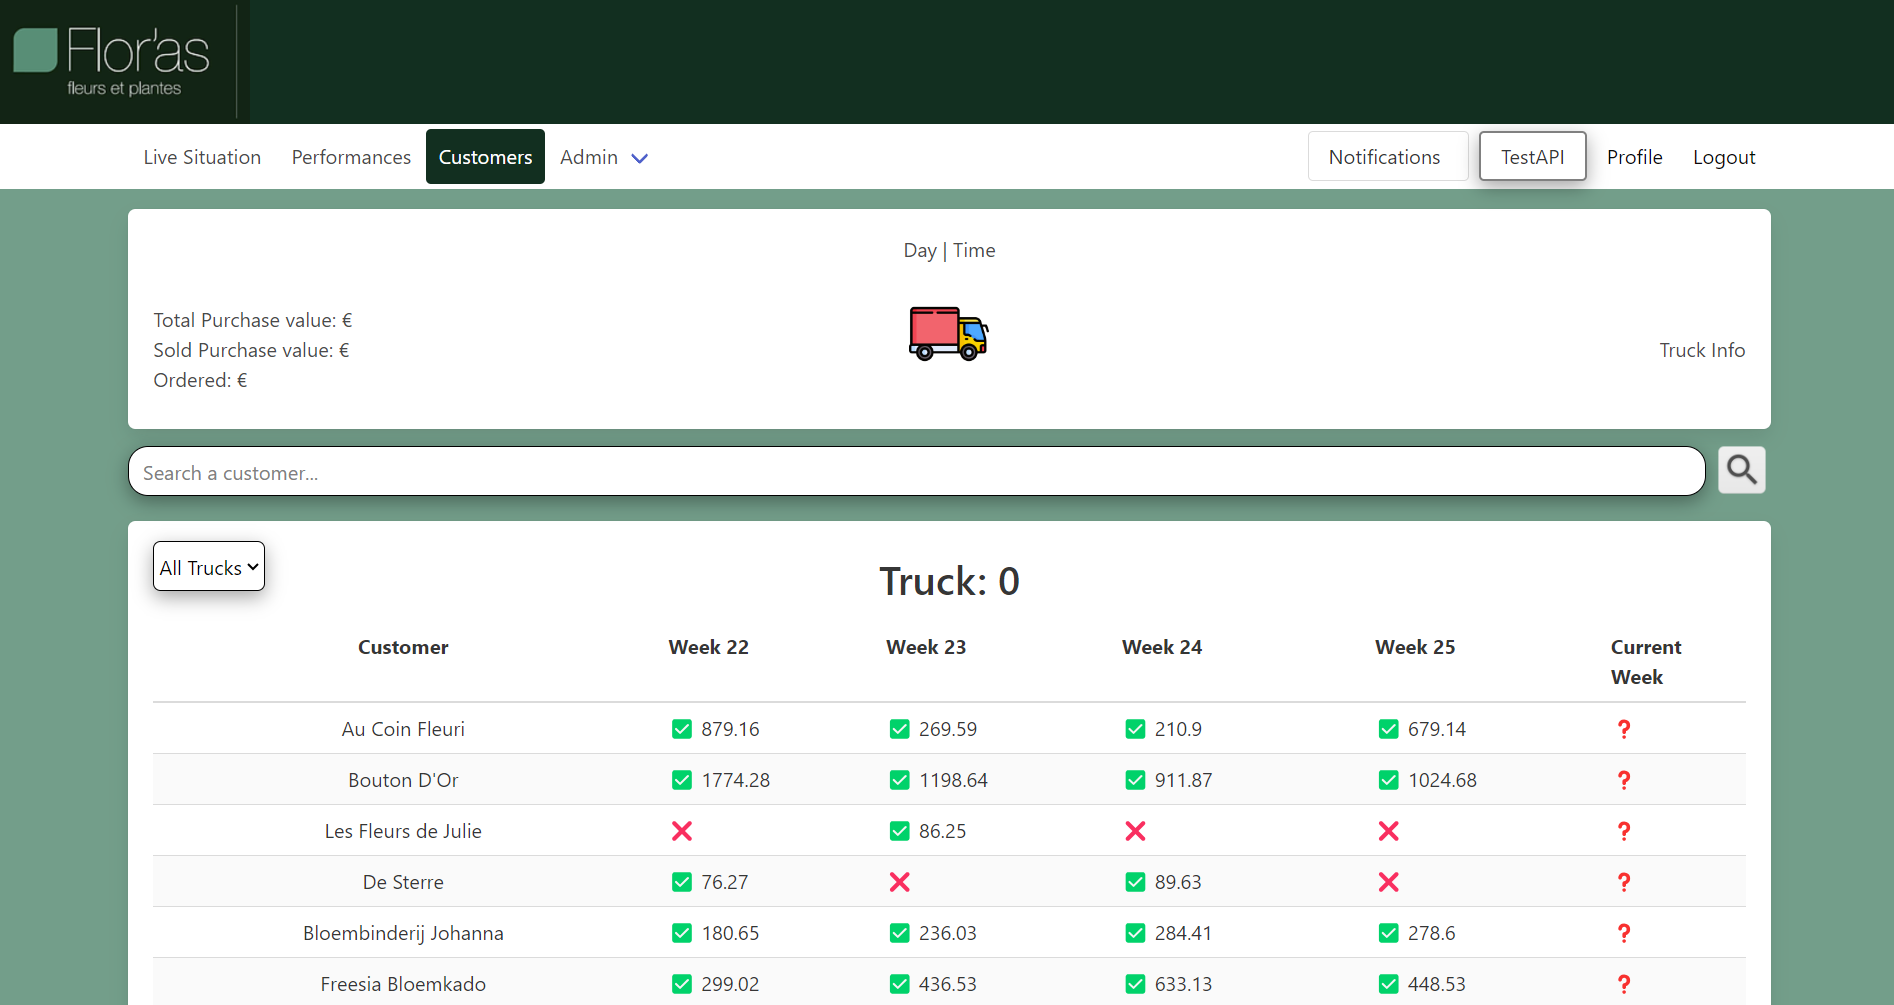 Flor'as
fleurs et plantes
Live Situation Performances Customers Admin Notifications TestAPI Profile Logout
Day | Time
Total Purchase value: €
Sold Purchase value: €
Ordered: €
Truck Info
Search a customer...
All Trucks
Truck: 0
Customer Week 22 Week 23 Week 24 Week 25 Current Week
Au Coin Fleuri ✅ 879.16 ✅ 269.59 ✅ 210.9 ✅ 679.14 ❓
Bouton D'Or ✅ 1774.28 ✅ 1198.64 ✅ 911.87 ✅ 1024.68 ❓
Les Fleurs de Julie ❌ ✅ 86.25 ❌ ❌ ❓
De Sterre ✅ 76.27 ❌ ✅ 89.63 ❌ ❓
Bloembinderij Johanna ✅ 180.65 ✅ 236.03 ✅ 284.41 ✅ 278.6 ❓
Freesia Bloemkado ✅ 299.02 ✅ 436.53 ✅ 633.13 ✅ 448.53 ❓